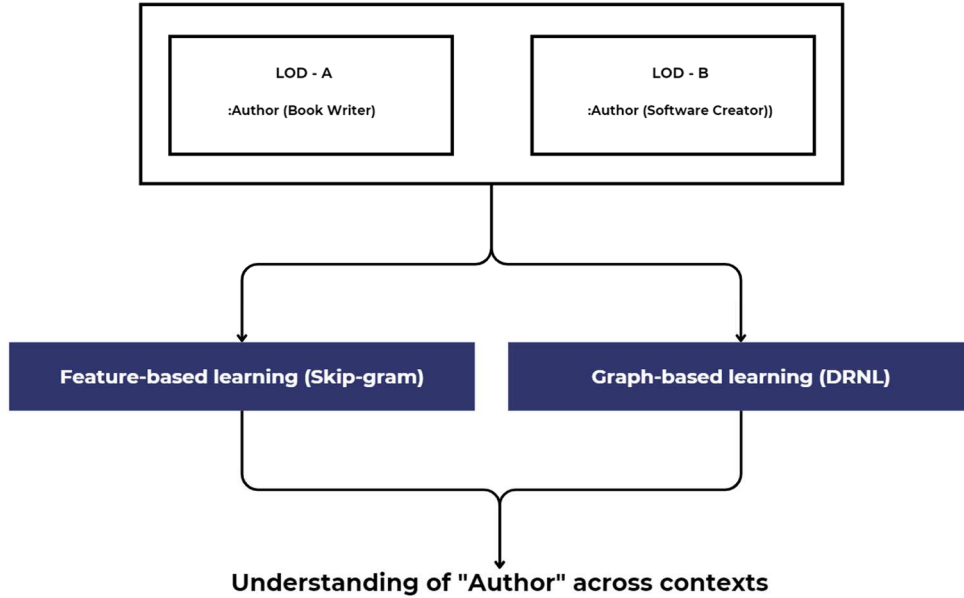 LOD - A
:Author (Book Writer)
LOD - B
:Author (Software Creator))
Feature-based learning (Skip-gram)
Graph-based learning (DRNL)
Understanding of "Author" across contexts